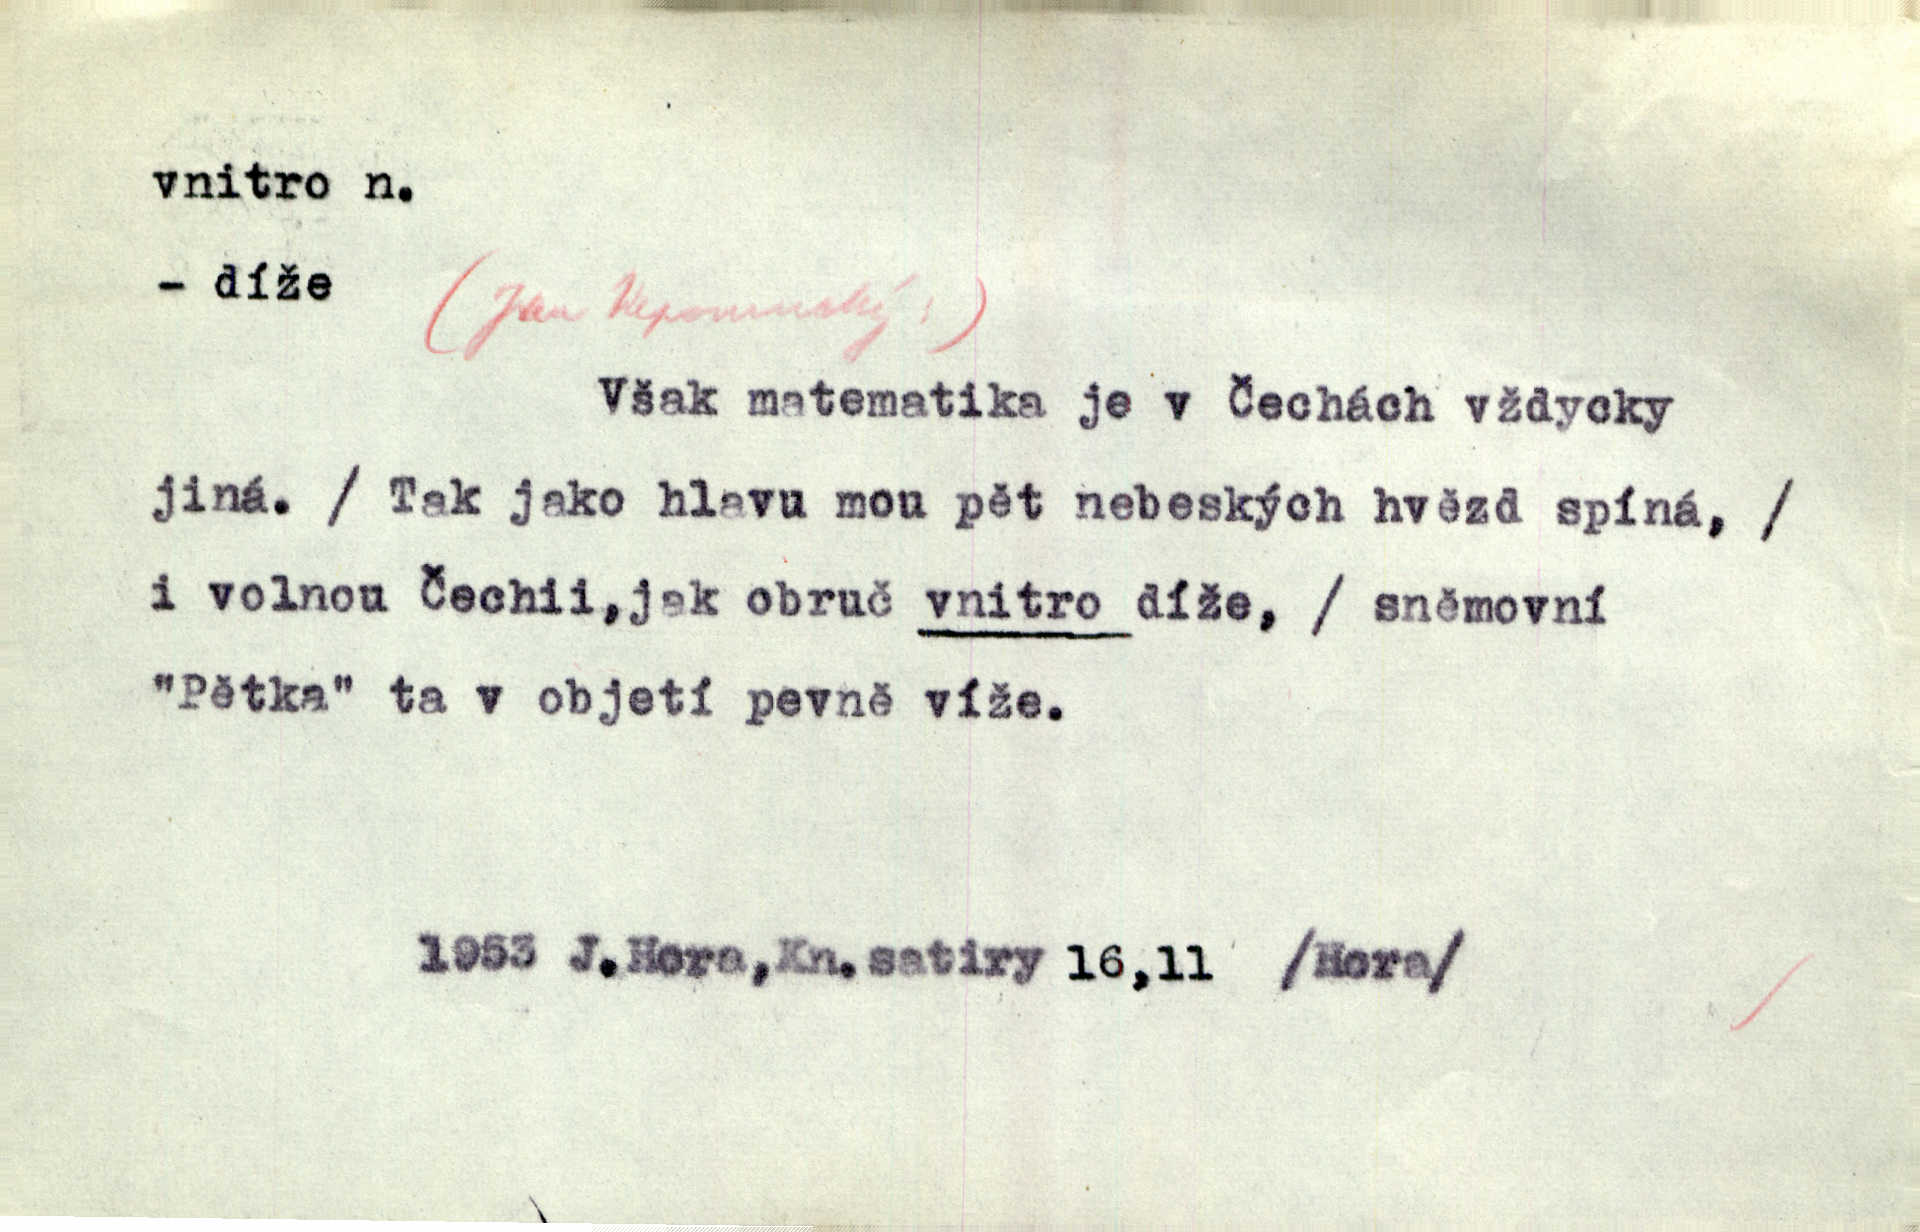 vnitro n.
- díže
(Jan Nepomucký:)
Však matematika je v Čechách vždycky
jiná. / Tak jako hlavu mou pět nebeských hvězd spíná, /
i volnou Čechii,jak obruč vnitro díže, / sněmovní
"Pětka" ta v objetí pevně víže.
1953 J.Hora,Kn.satiry 16,11 /Hora/